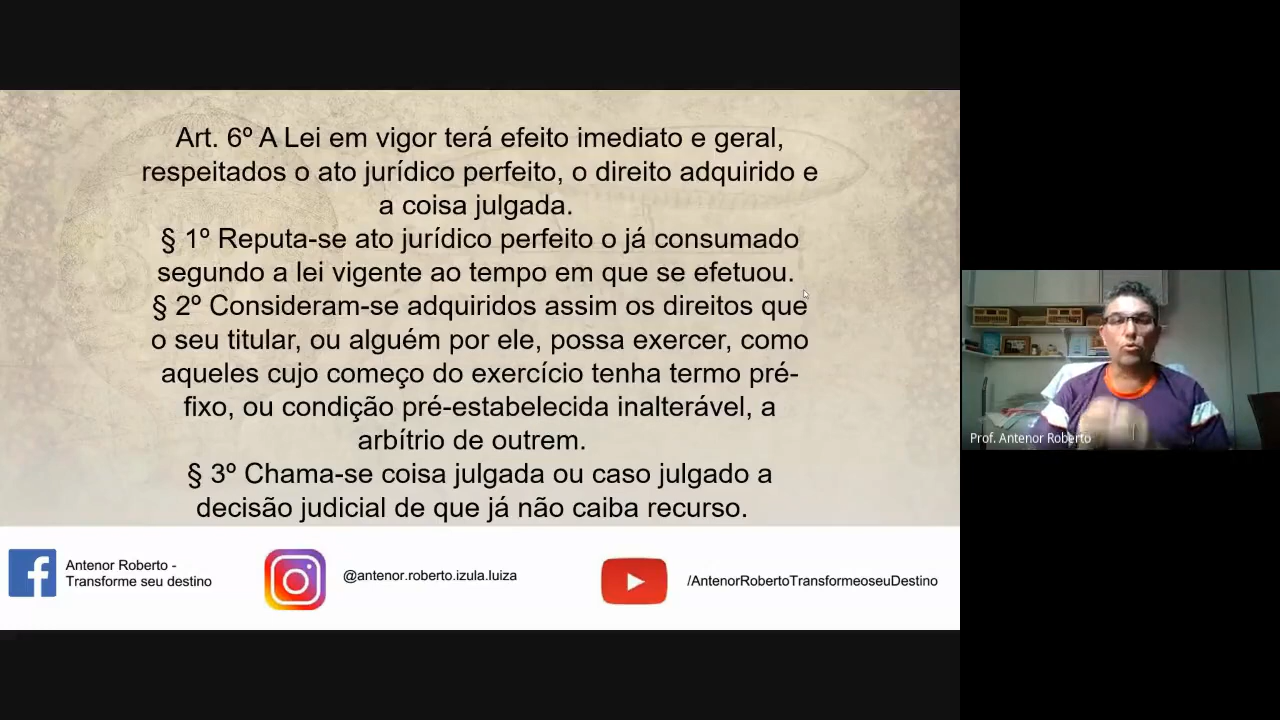 Art. 6º A Lei em vigor terá efeito imediato e geral,
respeitados o ato jurídico perfeito, o direito adquirido e
a coisa julgada.
§ 1º Reputa-se ato jurídico perfeito o já consumado
segundo a lei vigente ao tempo em que se efetuou.
§ 2º Consideram-se adquiridos assim os direitos que
o seu titular, ou alguém por ele, possa exercer, como
aqueles cujo começo do exercício tenha termo pré-
fixo, ou condição pré-estabelecida inalterável, a
arbítrio de outrem.
§ 3º Chama-se coisa julgada ou caso julgado a
decisão judicial de que já não caiba recurso.
Antenor Roberto -
Transforme seu destino
@antenor.roberto.izula.luiza
/AntenorRobertoTransformeoseuDestino
Prof. Antenor Roberto